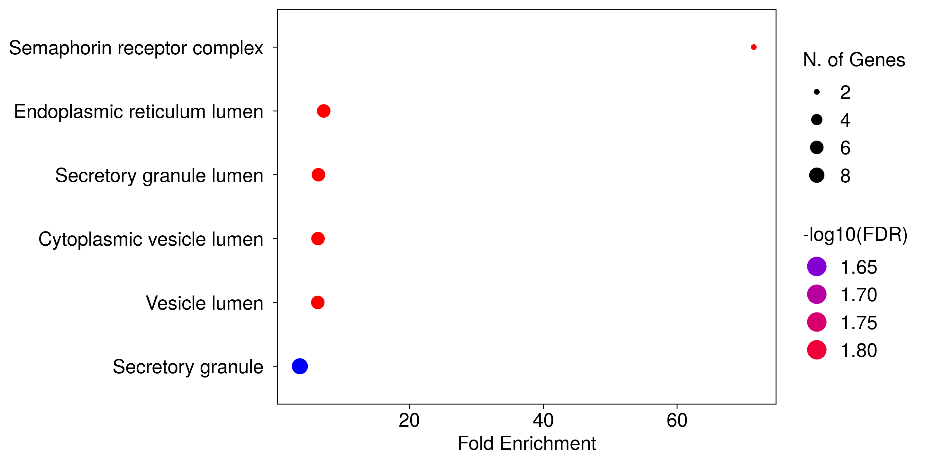 Semaphorin receptor complex
Endoplasmic reticulum lumen
Secretory granule lumen
Cytoplasmic vesicle lumen
Vesicle lumen
Secretory granule
20 40 60
Fold Enrichment
N. of Genes
2
4
6
8
-log10(FDR)
1.65
1.70
1.75
1.80